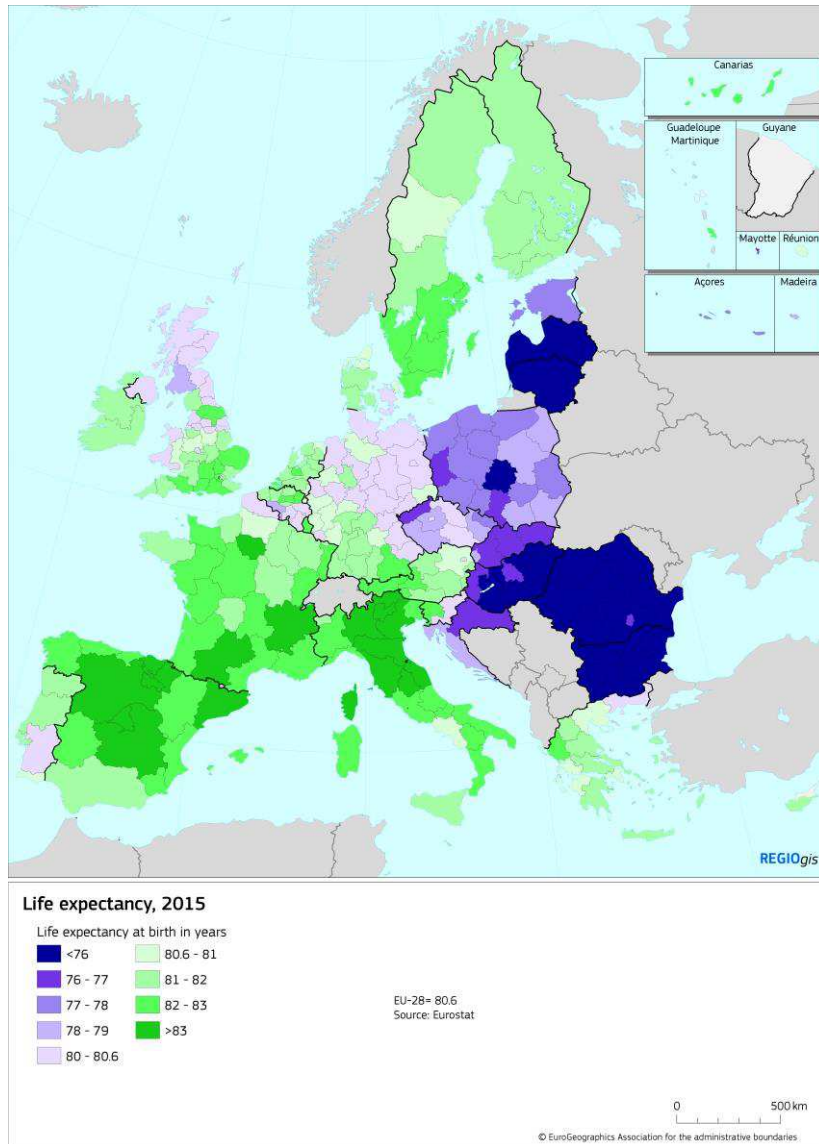 Canarias
Guadeloupe
Martinique
Guyane
Mayotte
Réunion
Açores
Madeira
REGIOgis
Life expectancy, 2015
Life expectancy at birth in years
<76
76 - 77
77 - 78
78 - 79
80 - 80.6
80.6 - 81
81 - 82
82 - 83
>83
EU-28= 80.6
Source: Eurostat
0 500 km
© EuroGeographics Association for the administrative boundaries